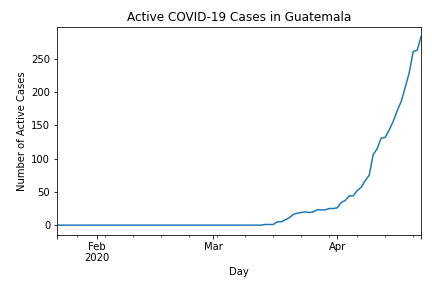 Active COVID-19 Cases in Guatemala
Number of Active Cases
250
200
150
100
50
0
Feb
2020
Mar
Apr
Day